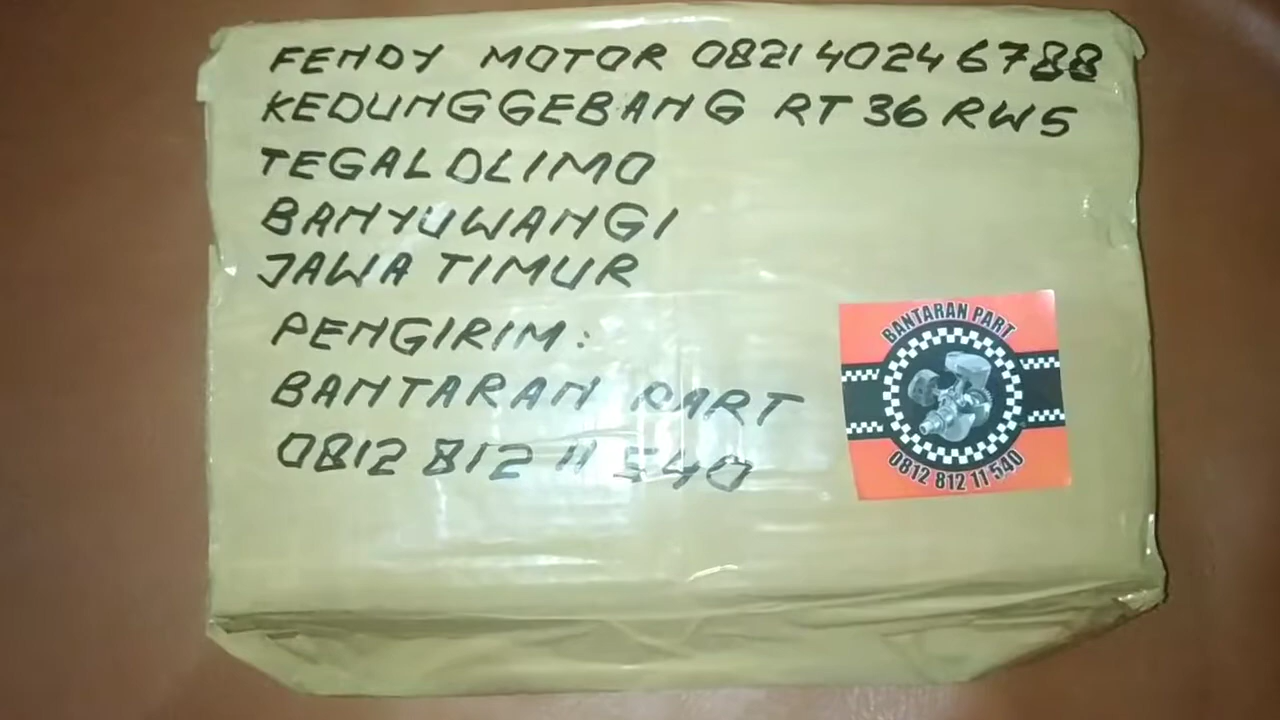 FENDY MOTOR 082140246788
KEDUNGGEBANG RT 36 RW 5
TEGALDLIMO
BANYUWANGI
JAWA TIMUR
PENGIRIM:
BANTARAN PART
0812 812 11 540
BANTARAN PART
0812 812 11 540